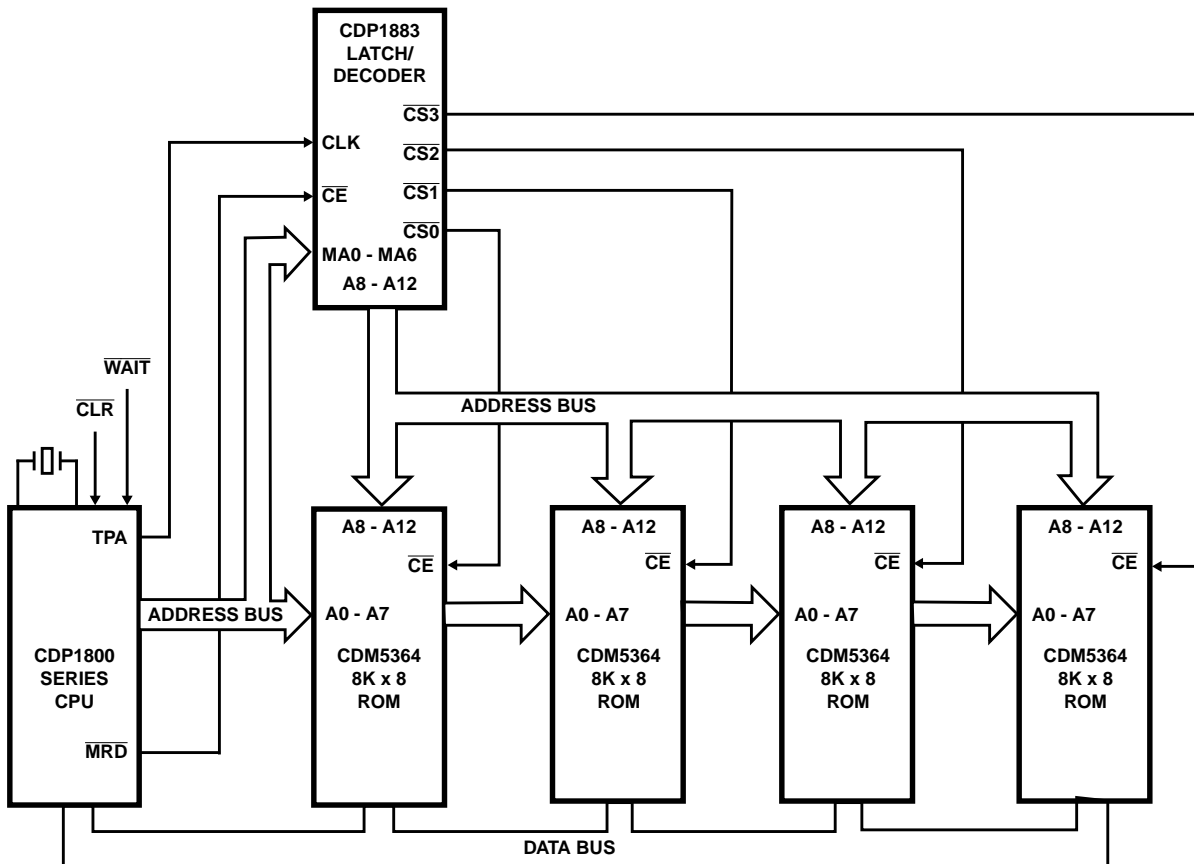 CDP1883
LATCH/
DECODER
CS3
CLK
CS2
CE
CS1
CS0
MA0 - MA6
A8 - A12
WAIT
CLR
ADDRESS BUS
TPA
ADDRESS BUS
CDP1800
SERIES
CPU
MRD
A8 - A12
CE
A0 - A7
CDM5364
8K x 8
ROM
A8 - A12
CE
A0 - A7
CDM5364
8K x 8
ROM
A8 - A12
CE
A0 - A7
CDM5364
8K x 8
ROM
A8 - A12
CE
A0 - A7
CDM5364
8K x 8
ROM
DATA BUS